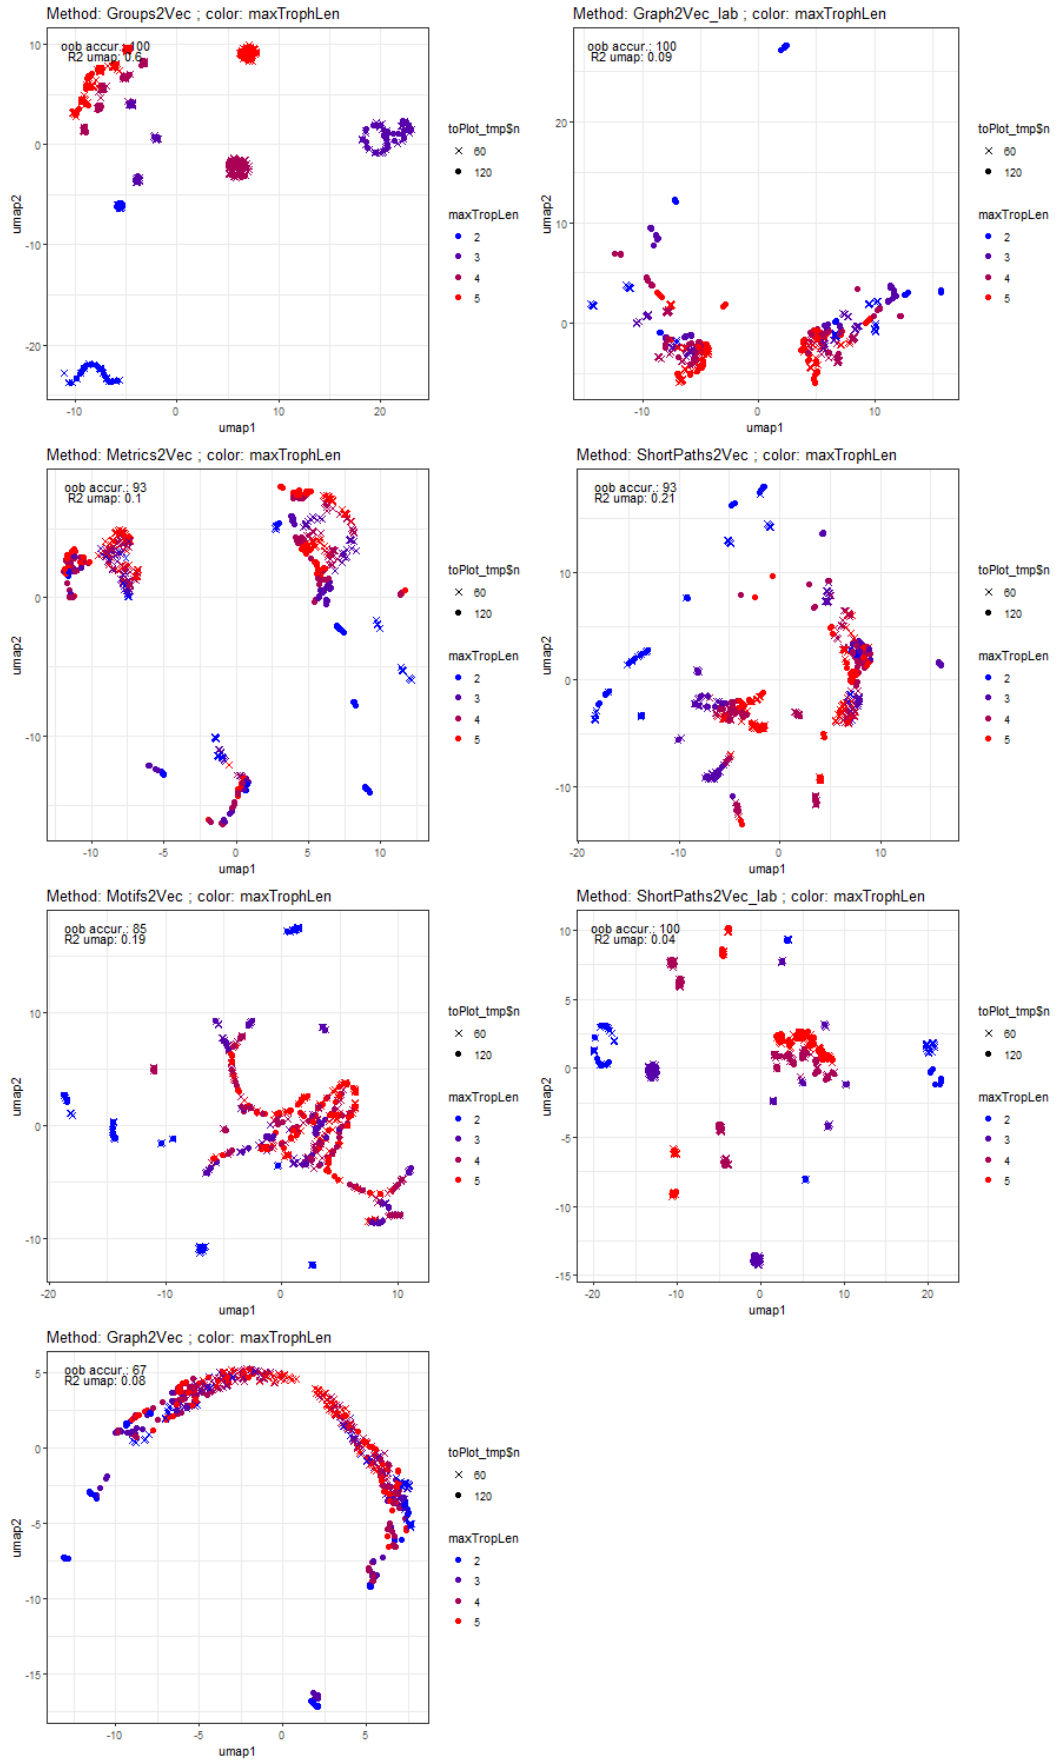 Method: Groups2Vec ; color: maxTrophLen
oob accur.: 100
R2 umap: 0.6
10
0
-10
-20
-10
0
10
20
umap1
umap2
toPlot_tmp$n
60
120
maxTropLen
2
3
4
5
Method: Graph2Vec_lab ; color: maxTrophLen
oob accur.: 100
R2 umap: 0.09
20
10
0
-10
0
10
umap1
umap2
toPlot_tmp$n
60
120
maxTropLen
2
3
4
5
Method: Metrics2Vec ; color: maxTrophLen
oob accur.: 93
R2 umap: 0.1
0
-10
-10
-5
0
5
10
umap1
umap2
toPlot_tmp$n
60
120
maxTropLen
2
3
4
5
Method: ShortPaths2Vec ; color: maxTrophLen
oob accur.: 93
R2 umap: 0.21
10
0
-10
-20
-10
0
10
umap1
umap2
toPlot_tmp$n
60
120
maxTropLen
2
3
4
5
Method: Motifs2Vec ; color: maxTrophLen
oob accur.: 85
R2 umap: 0.19
10
0
-10
-20
-10
0
10
umap1
umap2
toPlot_tmp$n
60
120
maxTropLen
2
3
4
5
Method: ShortPaths2Vec_lab ; color: maxTrophLen
oob accur.: 100
R2 umap: 0.04
10
5
0
-5
-10
-15
-20
-10
0
10
20
umap1
umap2
toPlot_tmp$n
60
120
maxTropLen
2
3
4
5
Method: Graph2Vec ; color: maxTrophLen
oob accur.: 67
R2 umap: 0.08
5
0
-5
-10
-15
-10
-5
0
5
umap1
umap2
toPlot_tmp$n
60
120
maxTropLen
2
3
4
5